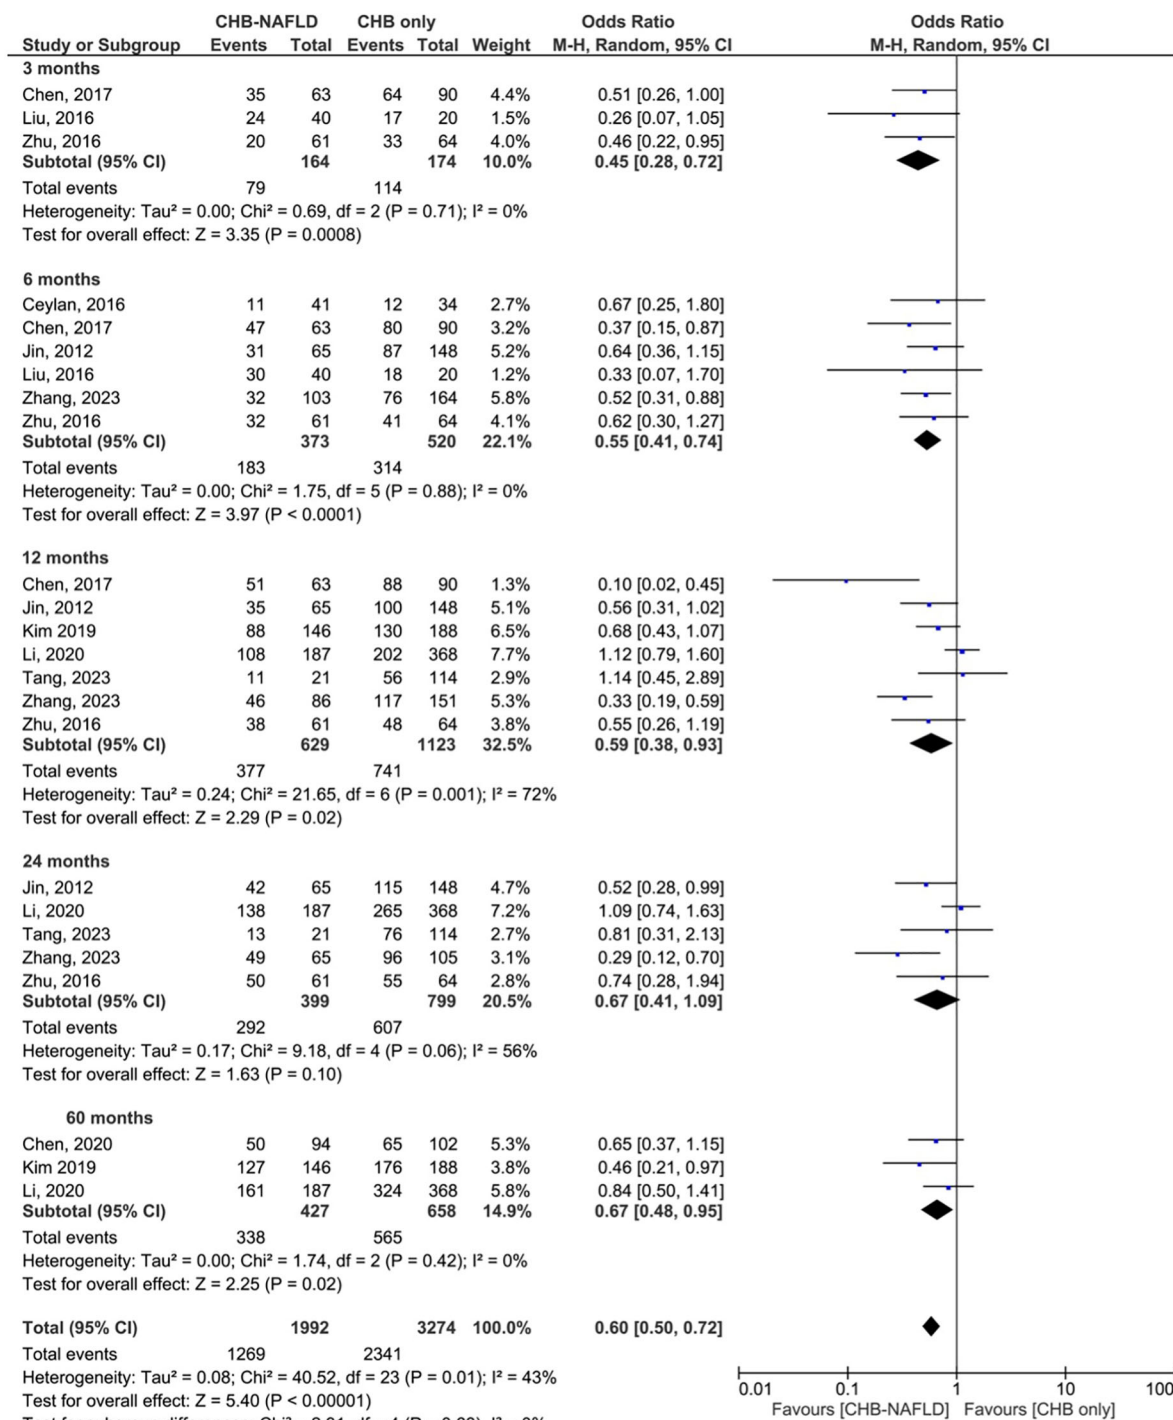 CHB-NAFLD CHB only Odds Ratio Odds Ratio
Study or Subgroup Events Total Events Total Weight M-H, Random, 95% CI M-H, Random, 95% CI
3 months
Chen, 2017 35 63 64 90 4.4% 0.51 [0.26, 1.00]
Liu, 2016 24 40 17 20 1.5% 0.26 [0.07, 1.05]
Zhu, 2016 20 61 33 64 4.0% 0.46 [0.22, 0.95]
Subtotal (95% CI) 164 174 10.0% 0.45 [0.28, 0.72]
Total events 79 114
Heterogeneity: Tau² = 0.00; Chi² = 0.69, df = 2 (P = 0.71); I² = 0%
Test for overall effect: Z = 3.35 (P = 0.0008)
6 months
Ceylan, 2016 11 41 12 34 2.7% 0.67 [0.25, 1.80]
Chen, 2017 47 63 80 90 3.2% 0.37 [0.15, 0.87]
Jin, 2012 31 65 87 148 5.2% 0.64 [0.36, 1.15]
Liu, 2016 30 40 18 20 1.2% 0.33 [0.07, 1.70]
Zhang, 2023 32 103 76 164 5.8% 0.52 [0.31, 0.88]
Zhu, 2016 32 61 41 64 4.1% 0.62 [0.30, 1.27]
Subtotal (95% CI) 373 520 22.1% 0.55 [0.41, 0.74]
Total events 183 314
Heterogeneity: Tau² = 0.00; Chi² = 1.75, df = 5 (P = 0.88); I² = 0%
Test for overall effect: Z = 3.97 (P < 0.0001)
12 months
Chen, 2017 51 63 88 90 1.3% 0.10 [0.02, 0.45]
Jin, 2012 35 65 100 148 5.1% 0.56 [0.31, 1.02]
Kim 2019 88 146 130 188 6.5% 0.68 [0.43, 1.07]
Li, 2020 108 187 202 368 7.7% 1.12 [0.79, 1.60]
Tang, 2023 11 21 56 114 2.9% 1.14 [0.45, 2.89]
Zhang, 2023 46 86 117 151 5.3% 0.33 [0.19, 0.59]
Zhu, 2016 38 61 48 64 3.8% 0.55 [0.26, 1.19]
Subtotal (95% CI) 629 1123 32.5% 0.59 [0.38, 0.93]
Total events 377 741
Heterogeneity: Tau² = 0.24; Chi² = 21.65, df = 6 (P = 0.001); I² = 72%
Test for overall effect: Z = 2.29 (P = 0.02)
24 months
Jin, 2012 42 65 115 148 4.7% 0.52 [0.28, 0.99]
Li, 2020 138 187 265 368 7.2% 1.09 [0.74, 1.63]
Tang, 2023 13 21 76 114 2.7% 0.81 [0.31, 2.13]
Zhang, 2023 49 65 96 105 3.1% 0.29 [0.12, 0.70]
Zhu, 2016 50 61 55 64 2.8% 0.74 [0.28, 1.94]
Subtotal (95% CI) 399 799 20.5% 0.67 [0.41, 1.09]
Total events 292 607
Heterogeneity: Tau² = 0.17; Chi² = 9.18, df = 4 (P = 0.06); I² = 56%
Test for overall effect: Z = 1.63 (P = 0.10)
60 months
Chen, 2020 50 94 65 102 5.3% 0.65 [0.37, 1.15]
Kim 2019 127 146 176 188 3.8% 0.46 [0.21, 0.97]
Li, 2020 161 187 324 368 5.8% 0.84 [0.50, 1.41]
Subtotal (95% CI) 427 658 14.9% 0.67 [0.48, 0.95]
Total events 338 565
Heterogeneity: Tau² = 0.00; Chi² = 1.74, df = 2 (P = 0.42); I² = 0%
Test for overall effect: Z = 2.25 (P = 0.02)
Total (95% CI) 1992 3274 100.0% 0.60 [0.50, 0.72]
Total events 1269 2341
Heterogeneity: Tau² = 0.08; Chi² = 40.52, df = 23 (P = 0.01); I² = 43%
Test for overall effect: Z = 5.40 (P < 0.00001)
0.01 0.1 1 10 100
Favours [CHB-NAFLD] Favours [CHB only]